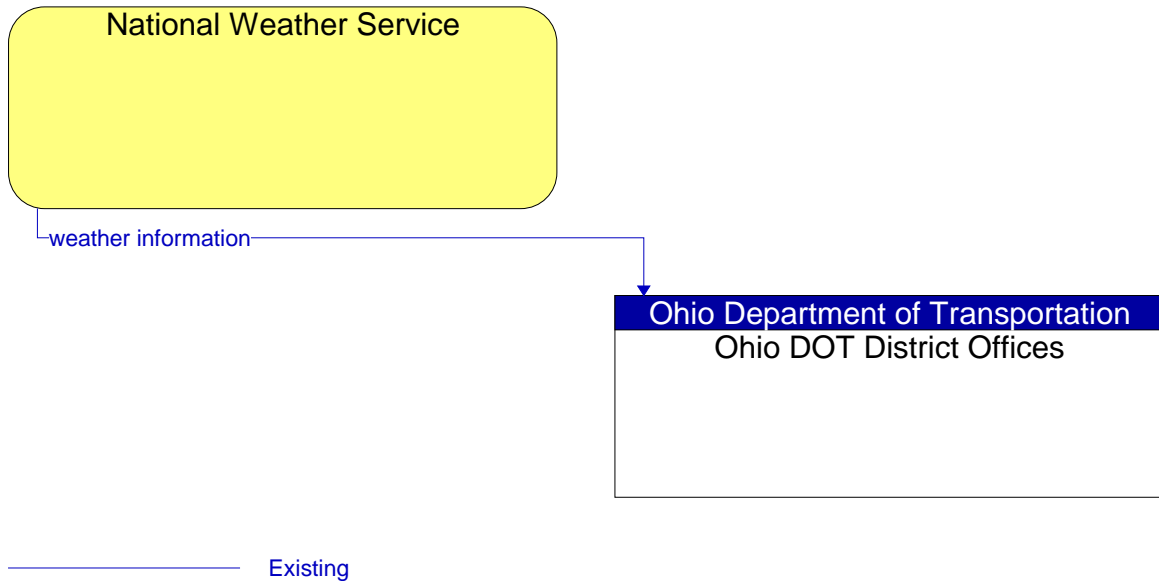 National Weather Service
weather information
Ohio Department of Transportation
Ohio DOT District Offices
Existing